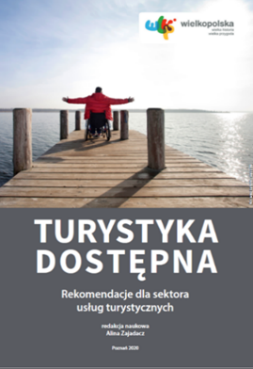 wielkopolska
TURYSTYKA
DOSTĘPNA
Rekomendacje dla sektora
usług turystycznych
redakcja naukowa
Alina Zajadacz
Poznań 2020